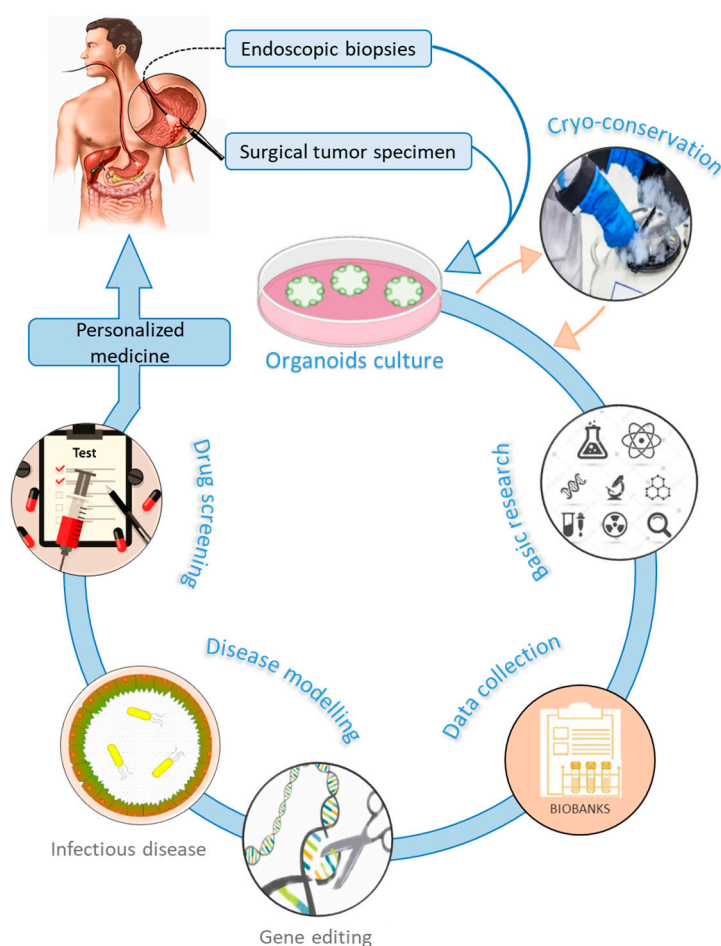 Endoscopic biopsies
Surgical tumor specimen
Cryo-conservation
Personalized
medicine
Organoids culture
Test
Drug screening
Basic research
Disease modelling
Data collection
BIOBANKS
Infectious disease
Gene editing